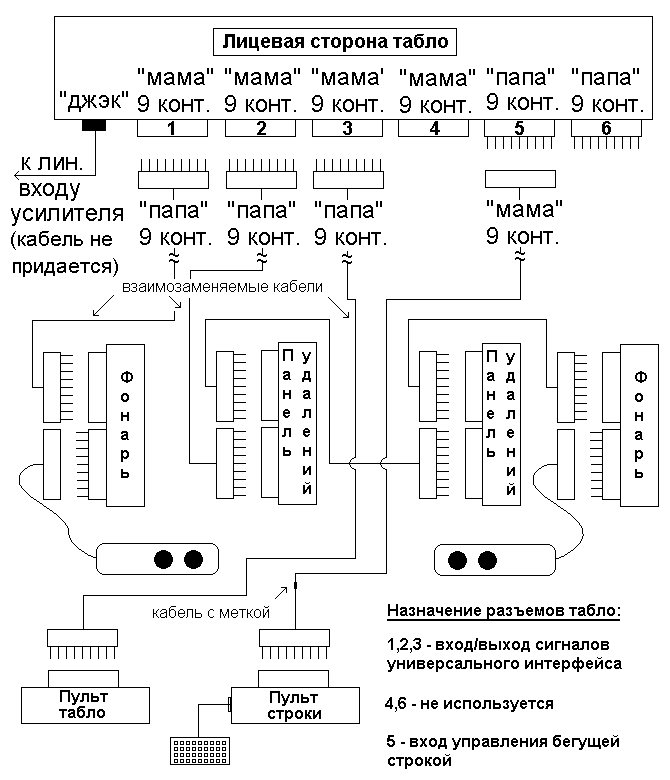 Лицевая сторона табло
"джэк"
"мама"
9 конт.
"мама"
9 конт.
"мама'
9 конт.
"мама"
9 конт.
"папа"
9 конт.
"папа"
9 конт.
1
2
3
4
5
6
к лин.
входу
усилителя
(кабель не
придается)
"папа"
9 конт.
"папа"
9 конт.
"папа"
9 конт.
"мама"
9 конт.
взаимозаменяемые кабели
Фонарь
Панель
удалений
Панель
удалений
Фонарь
кабель с меткой
Пульт
табло
Пульт
строки
Назначение разъемов табло:
1,2,3 - вход/выход сигналов
универсального интерфейса
4,6 - не используется
5 - вход управления бегущей
строкой